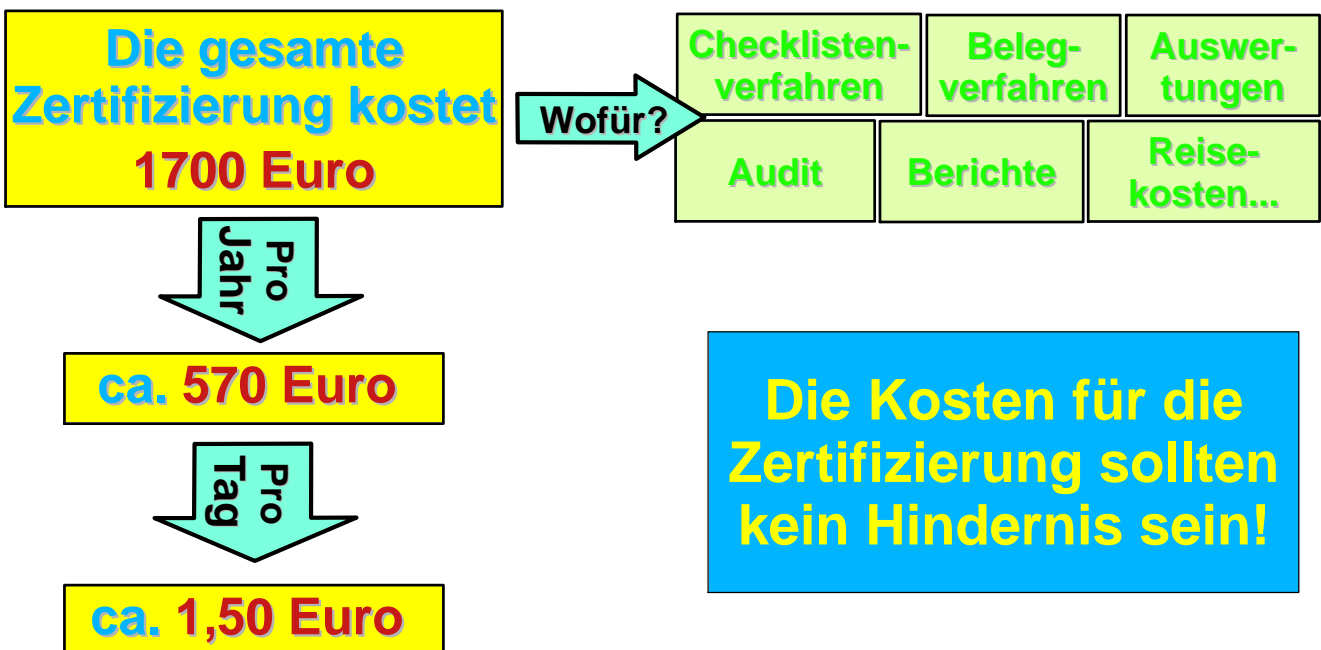 Die gesamte
Zertifizierung kostet
1700 Euro
Wofür?
Checklisten-
verfahren
Beleg-
verfahren
Auswer-
tungen
Audit
Berichte
Reise-
kosten...
Pro
Jahr
ca. 570 Euro
Pro
Tag
ca. 1,50 Euro
Die Kosten für die
Zertifizierung sollten
kein Hindernis sein!